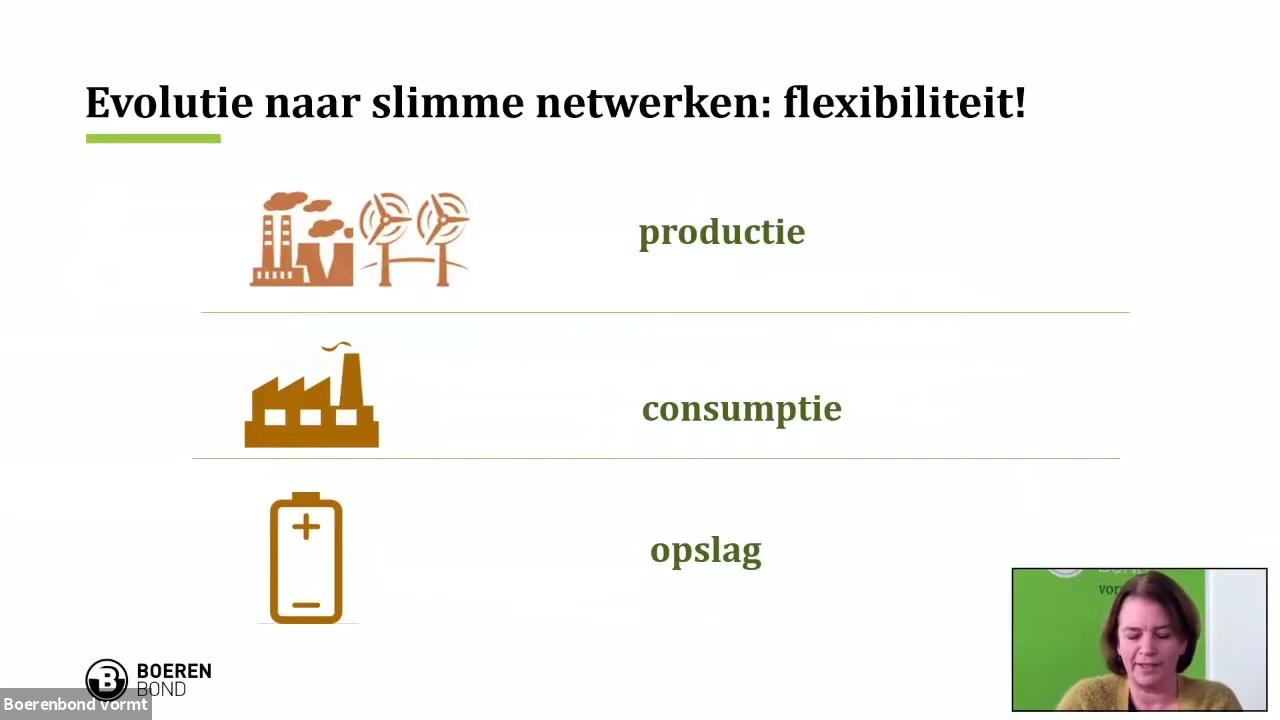 Evolutie naar slimme netwerken: flexibiliteit!
productie
consumptie
opslag
B
BOEREN
BOND
Boerenbond Vormt